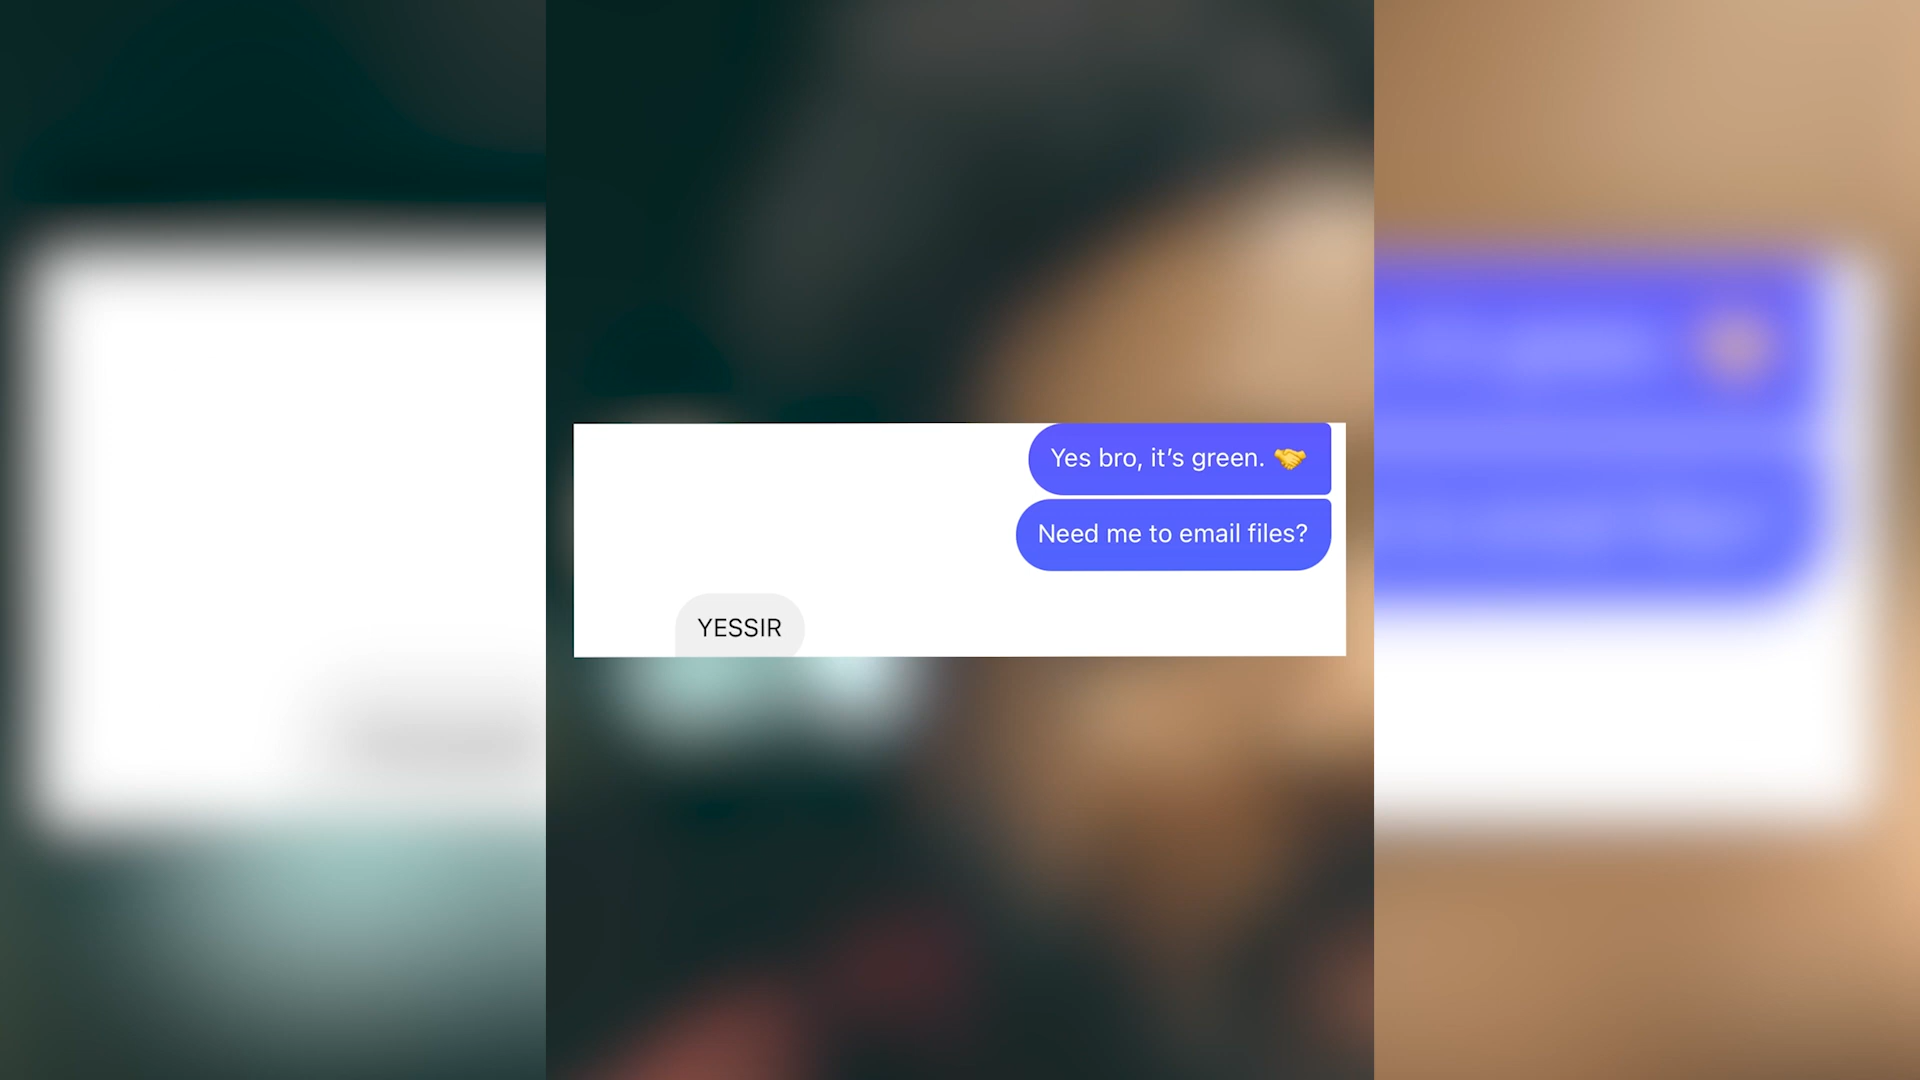 Yes bro, it’s green. 🤝
Need me to email files?
YESSIR